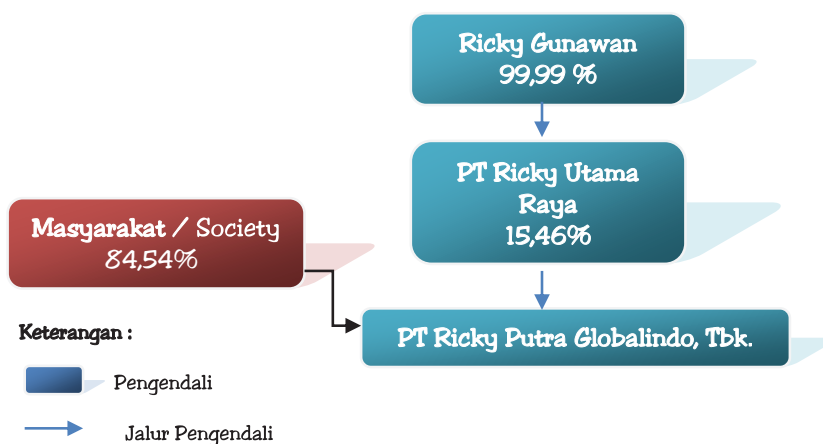 Ricky Gunawan
99,99 %
PT Ricky Utama
Raya
15,46%
Masyarakat / Society
84,54%
PT Ricky Putra Globalindo, Tbk.
Keterangan :
Pengendali
Jalur Pengendali